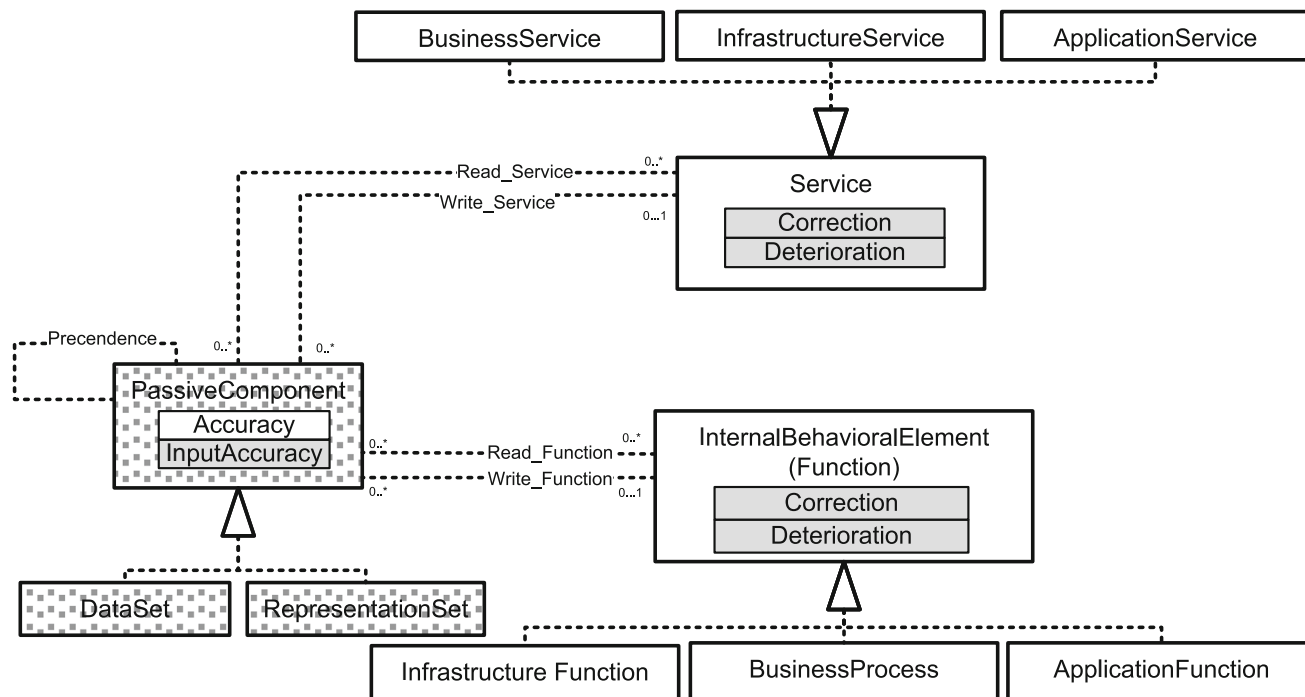 BusinessService
InfrastructureService
ApplicationService
Read_Service
0..*
Write_Service
0...1
Service
Correction
Deterioration
Precendence
0..*
0..*
PassiveComponent
Accuracy
InputAccuracy
0..*
Read_Function
0..*
0..*
Write_Function
0...1
InternalBehavioralElement
(Function)
Correction
Deterioration
DataSet
RepresentationSet
Infrastructure Function
BusinessProcess
ApplicationFunction